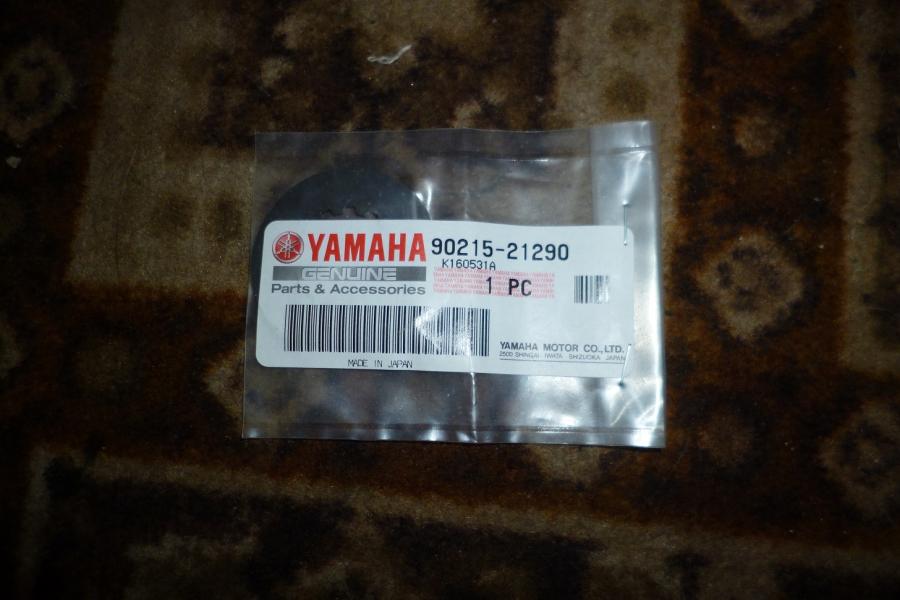 YAMAHA 90215-21290
K160531A
GENUINE
Parts & Accessories
1 PC
YAMAHA MOTOR CO.,LTD.
2500 SHINGAI IWATA SHIZUOKA JAPAN
MADE IN JAPAN